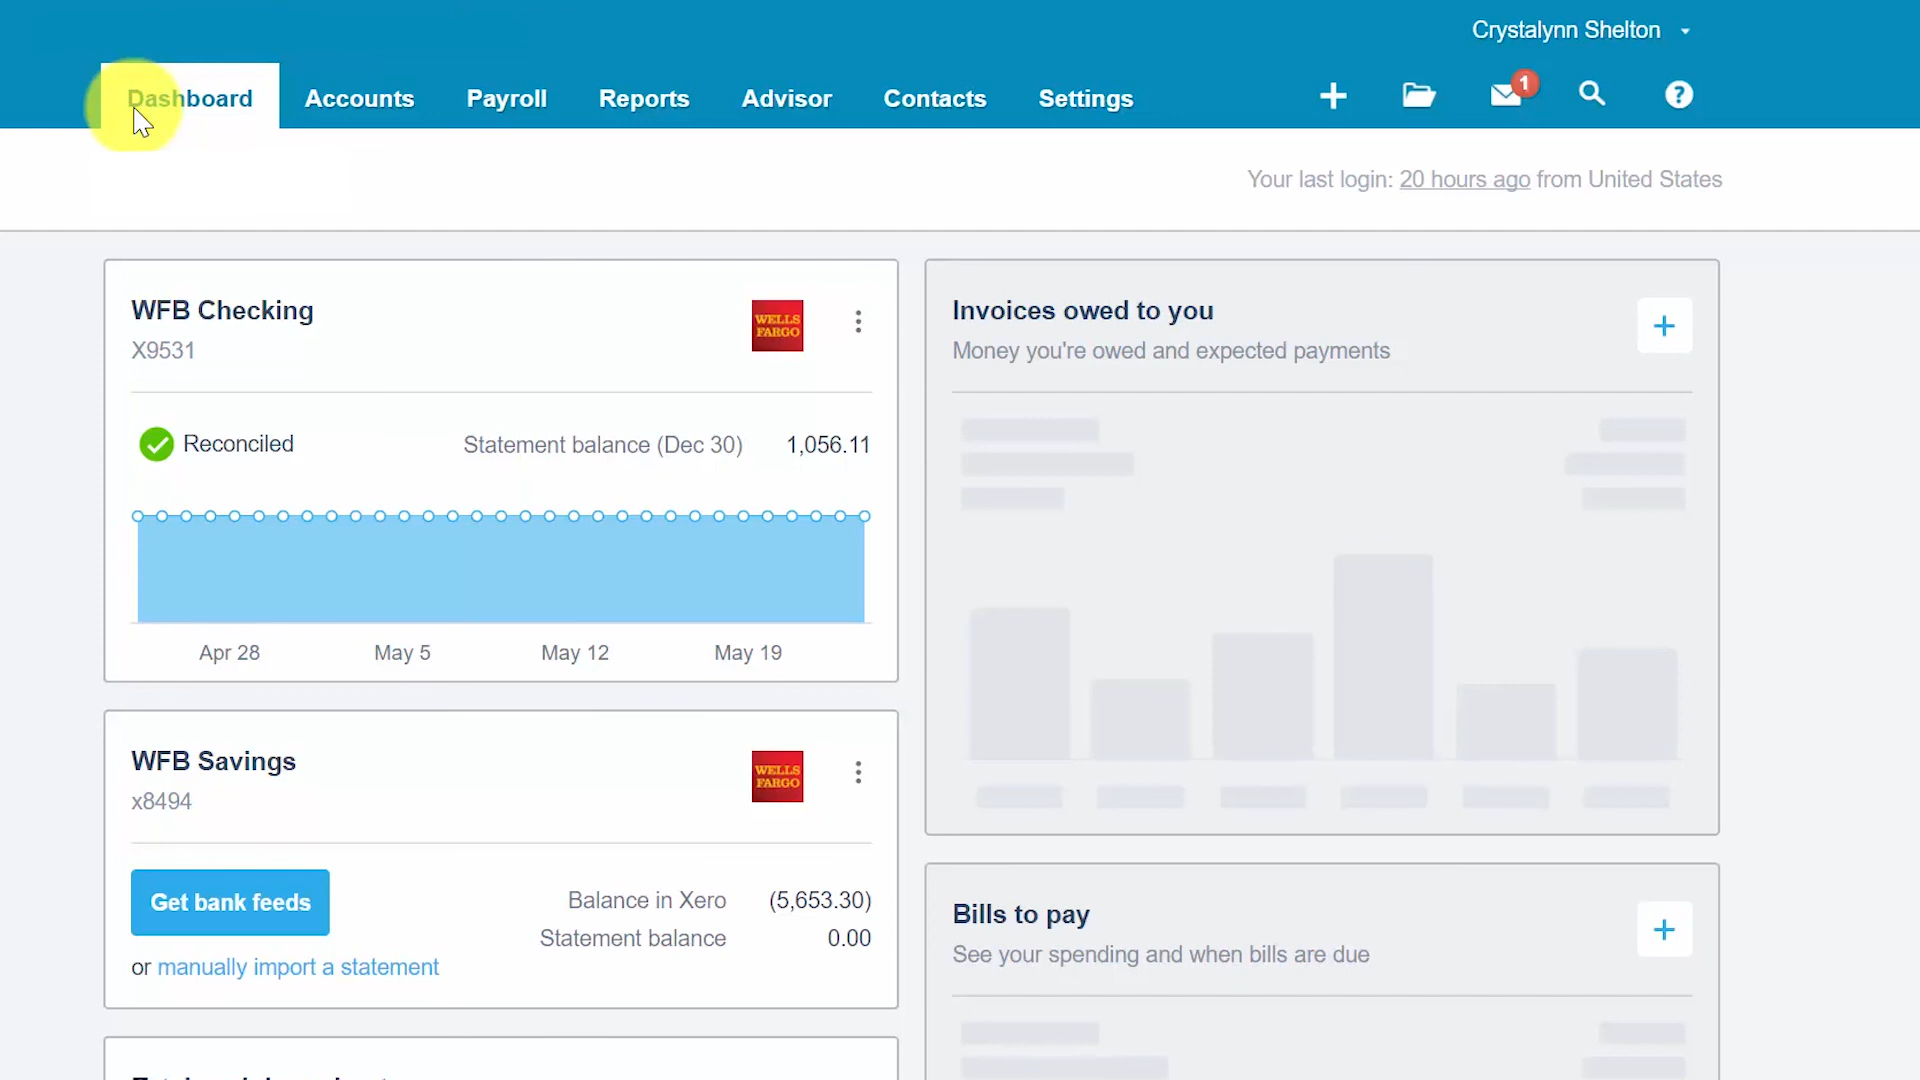 Crystalynn Shelton
Dashboard
Accounts
Payroll
Reports
Advisor
Contacts
Settings
1
?
Your last login: 20 hours ago from United States
WFB Checking
X9531
WELLS
FARGO
Reconciled
Statement balance (Dec 30)
1,056.11
Apr 28
May 5
May 12
May 19
WFB Savings
x8494
WELLS
FARGO
Get bank feeds
or manually import a statement
Balance in Xero
(5,653.30)
Statement balance
0.00
Invoices owed to you
Money you're owed and expected payments
Bills to pay
See your spending and when bills are due